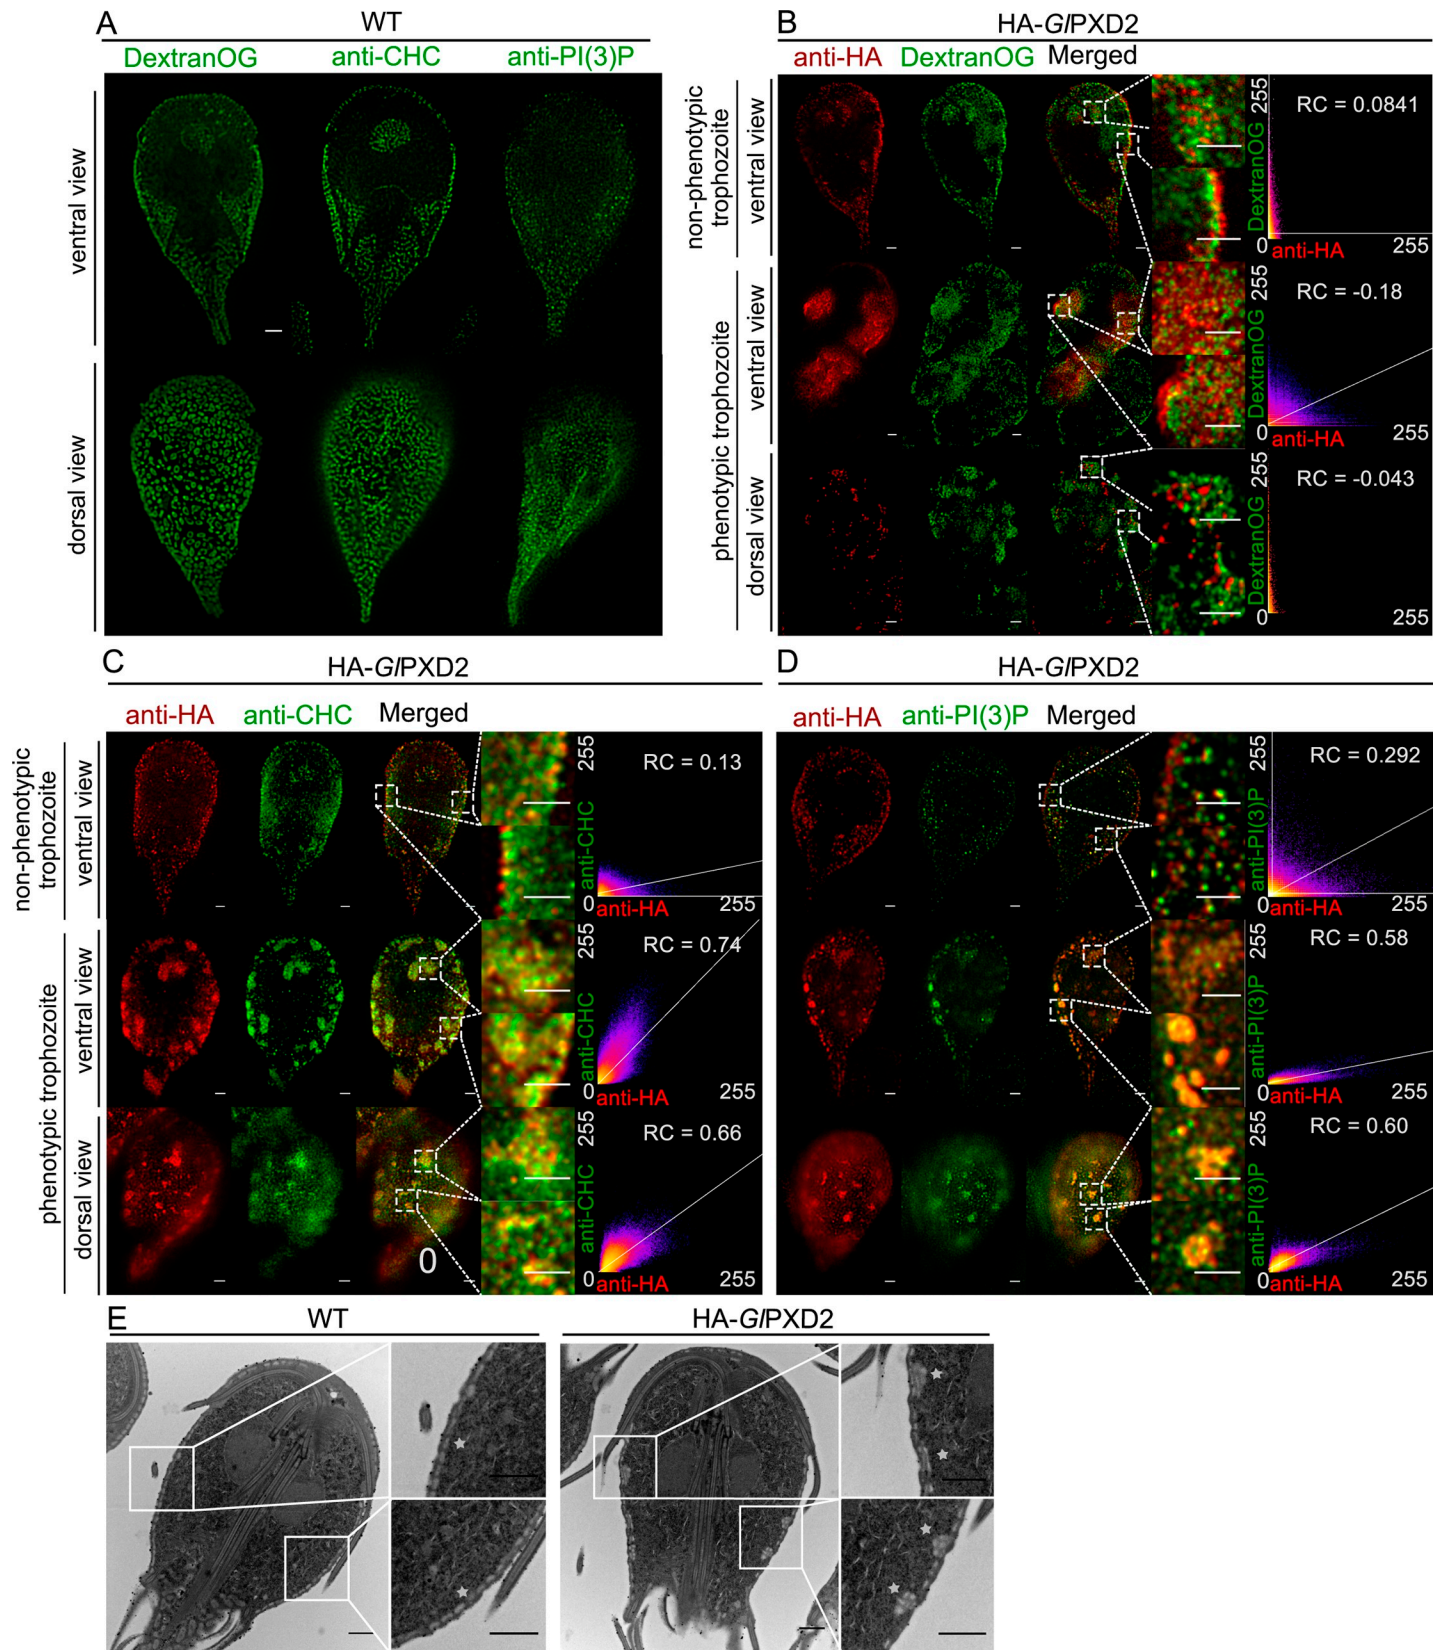 A
WT
DextranOG
anti-CHC
anti-PI(3)P
ventral view
dorsal view
B
HA-GlPXD2
anti-HA
DextranOG
Merged
non-phenotypic
trophozoite
ventral view
255
DextranOG
RC = 0.0841
0
anti-HA
255
phenotypic trophozoite
ventral view
255
DextranOG
RC = -0.18
0
anti-HA
255
dorsal view
255
DextranOG
RC = -0.043
0
anti-HA
255
C
HA-GlPXD2
anti-HA
anti-CHC
Merged
non-phenotypic
trophozoite
ventral view
255
anti-CHC
RC = 0.13
0
anti-HA
255
phenotypic trophozoite
ventral view
255
anti-CHC
RC = 0.74
0
anti-HA
255
dorsal view
0
255
anti-CHC
RC = 0.66
0
anti-HA
255
D
HA-GlPXD2
anti-HA
anti-PI(3)P
Merged
255
anti-PI(3)P
RC = 0.292
0
anti-HA
255
255
anti-PI(3)P
RC = 0.58
0
anti-HA
255
255
anti-PI(3)P
RC = 0.60
0
anti-HA
255
E
WT
HA-GlPXD2